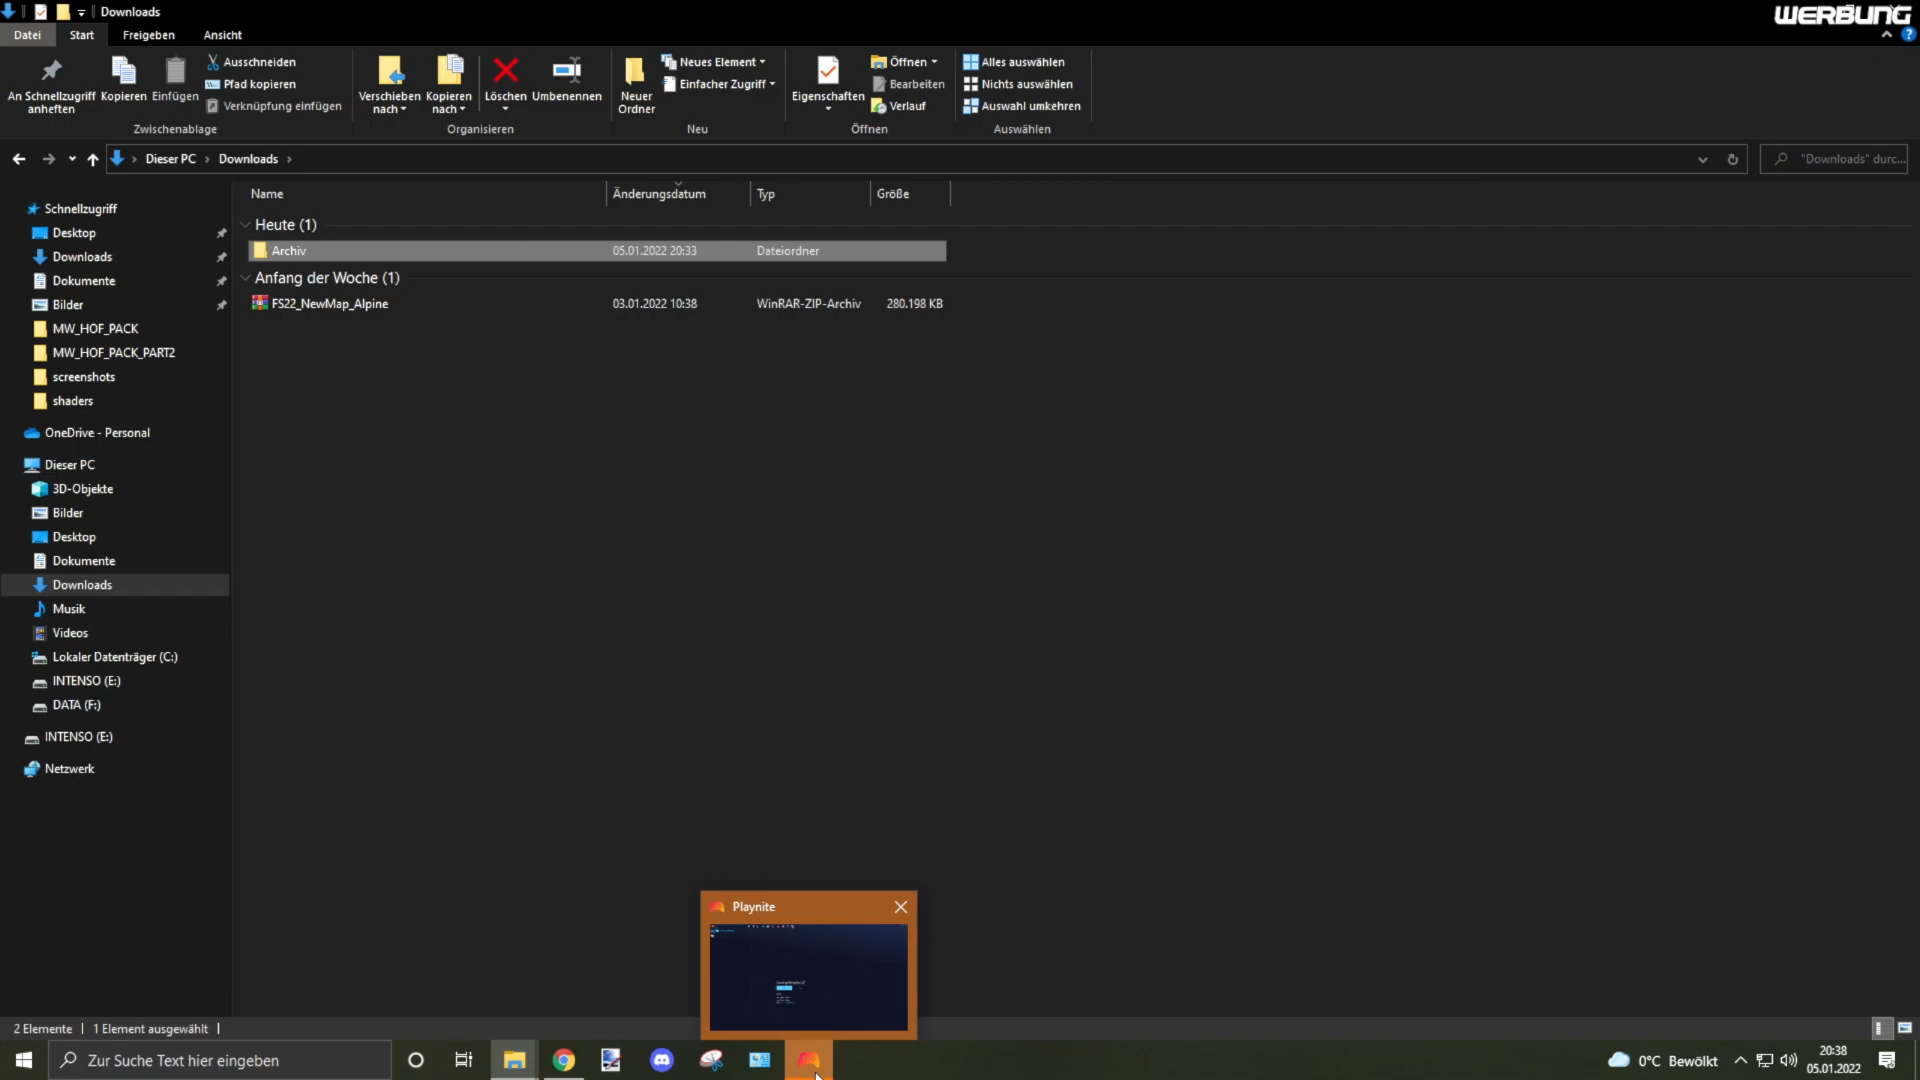 Downloads
WERBUNG
Datei
Start
Freigeben
Ansicht
An Schnellzugriff
anheften
Kopieren
Einfügen
Ausschneiden
Pfad kopieren
Verknüpfung einfügen
Zwischenablage
Verschieben
nach
Kopieren
nach
Löschen
Umbenennen
Organisieren
Neuer
Ordner
Neues Element
Einfacher Zugriff
Neu
Eigenschaften
Öffnen
Bearbeiten
Verlauf
Öffnen
Alles auswählen
Nichts auswählen
Auswahl umkehren
Auswählen
Dieser PC
Downloads
"Downloads" durc...
Name
Änderungsdatum
Typ
Größe
Heute (1)
Archiv
05.01.2022 20:33
Dateiordner
Anfang der Woche (1)
FS22_NewMap_Alpine
03.01.2022 10:38
WinRAR-ZIP-Archiv
280.198 KB
Schnellzugriff
Desktop
Downloads
Dokumente
Bilder
MW_HOF_PACK
MW_HOF_PACK_PART2
screenshots
shaders
OneDrive - Personal
Dieser PC
3D-Objekte
Bilder
Desktop
Dokumente
Downloads
Musik
Videos
Lokaler Datenträger (C:)
INTENSO (E:)
DATA (F:)
INTENSO (E:)
Netzwerk
Playnite
2 Elemente
1 Element ausgewählt
Zur Suche Text hier eingeben
0°C Bewölkt
20:38
05.01.2022